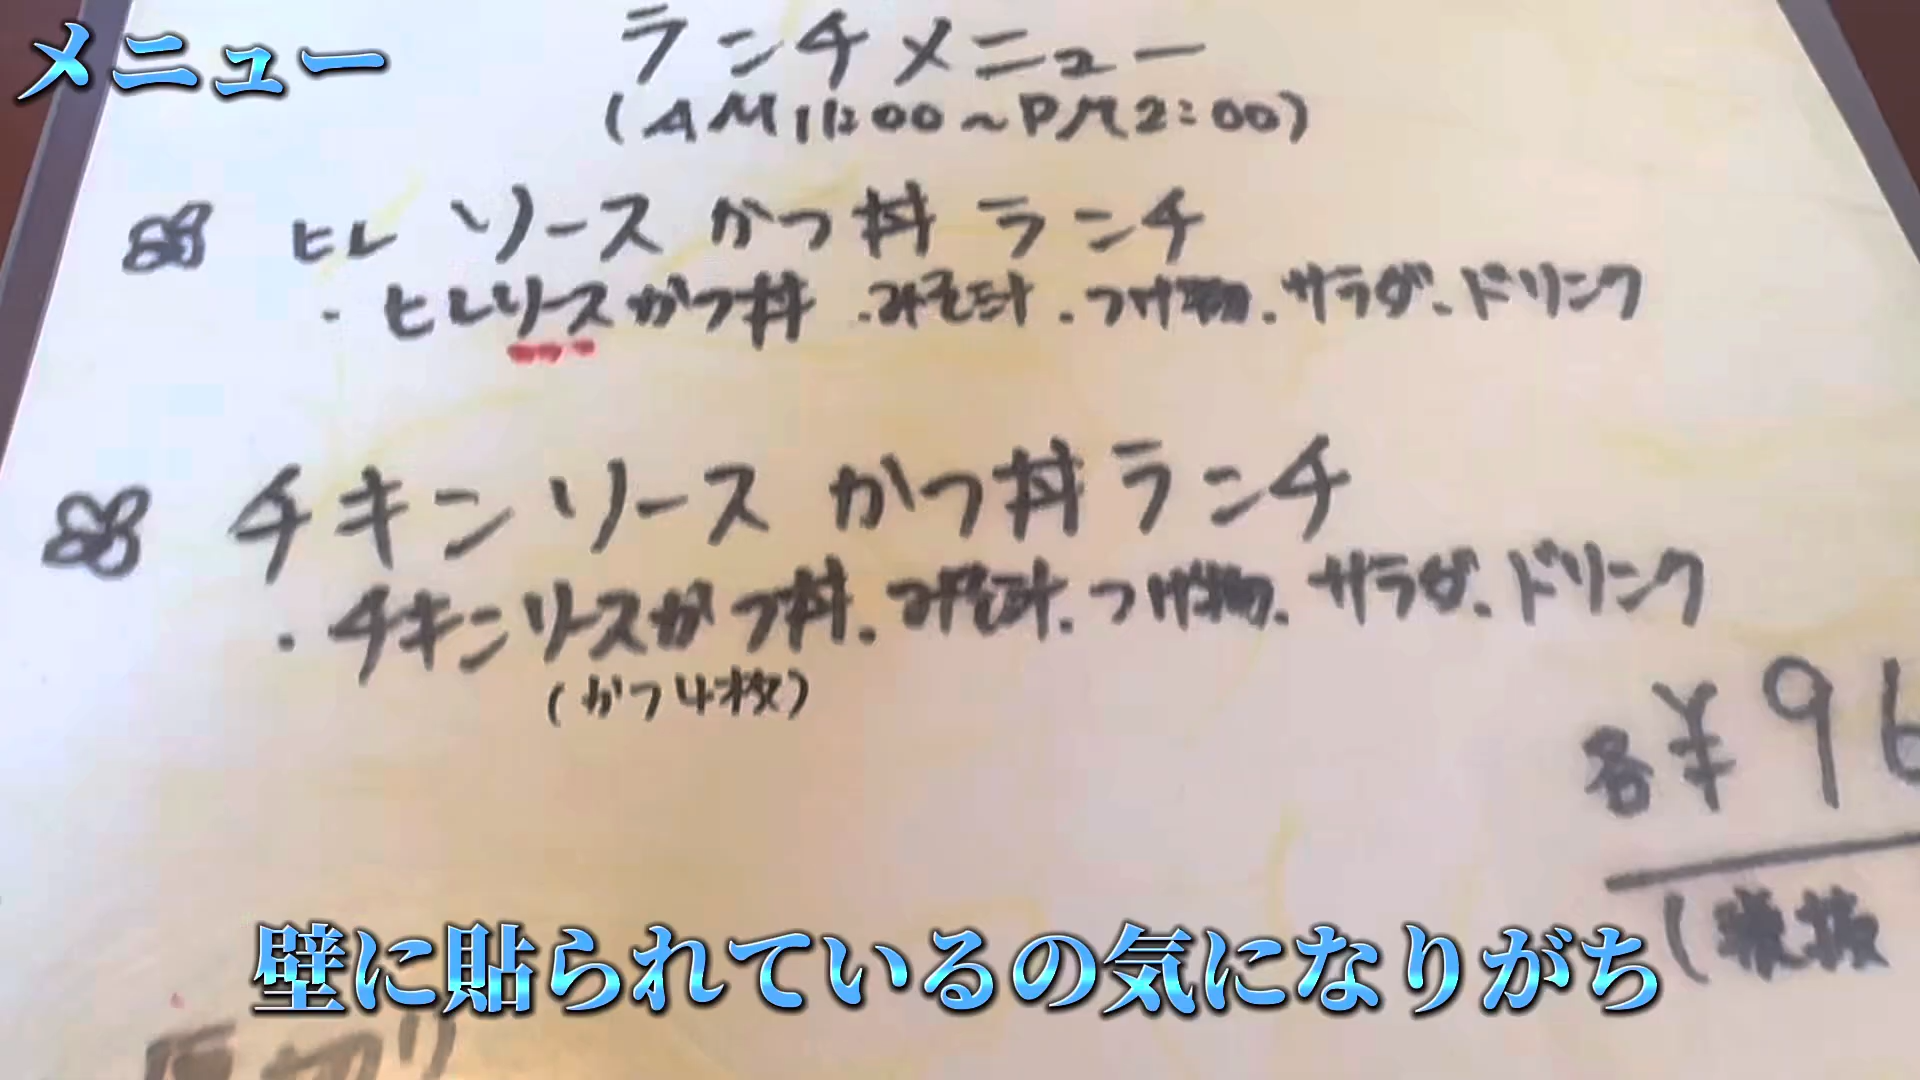 メニュー
ランチメニュー
(AM11:00~PM2:00)
ヒレ ソース かつ丼 ランチ
・ヒレソースかつ丼・みそ汁・つけ物・サラダ・ドリンク
チキン ソース かつ丼ランチ
・チキンソースかつ丼・みそ汁・つけ物・サラダ・ドリンク
(かつ4枚)
各¥96
(税抜
壁に貼られているの気になりがち